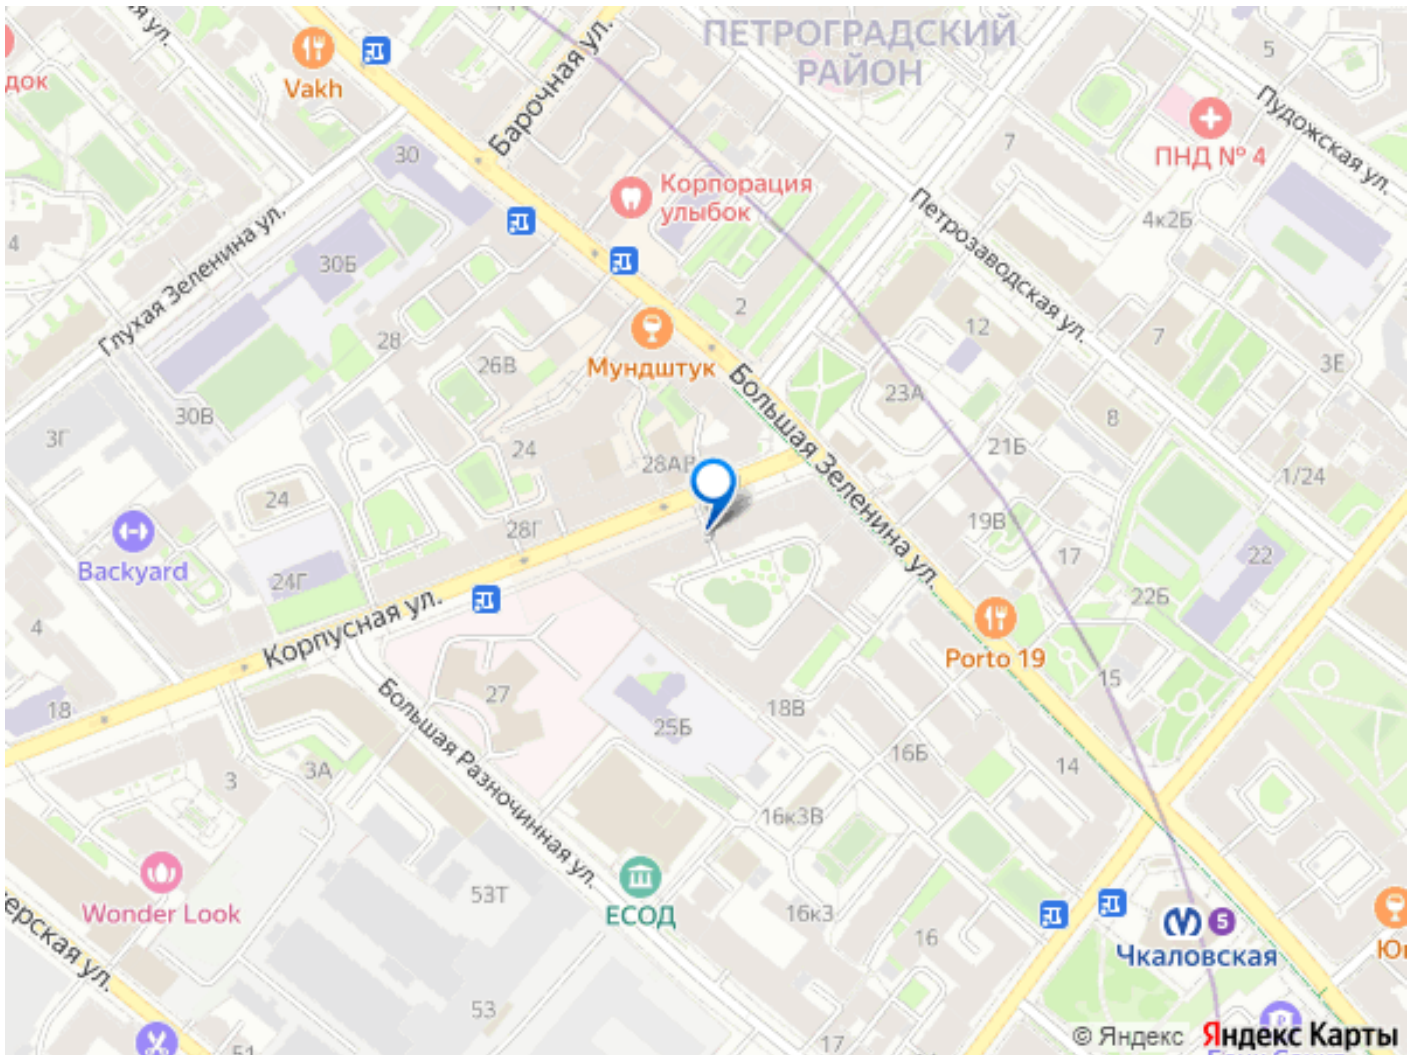 ПЕТРОГРАДСКИЙ
РАЙОН
Vakh
Барочная ул.
5
Пудожская ул.
ПНД № 4
док
30
7
Корпорация
улыбок
4к2Б
Петрозаводская ул.
4
Глухая Зеленина ул.
30Б
2
12
7
3Е
28
26В
Мундштук
Большая Зеленина ул.
23А
8
30В
3Г
24
28АВ
21Б
1/24
24
28Г
19В
17
22
Backyard
24Г
22Б
4
Корпусная ул.
Porto 19
15
27
18
Большая Разночинная ул.
25Б
18В
16Б
14
3
3А
16к3В
53Т
ЕСОД
Wonder Look
16к3
16
5
Чкаловская
Юг
ерская ул.
53
51
17
© Яндекс Яндекс Карты